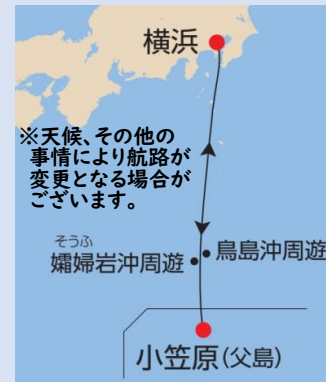 横浜
※天候、その他の
事情により航路が
変更となる場合が
ございます。
そうふ
孀婦岩沖周遊
鳥島沖周遊
小笠原(父島)